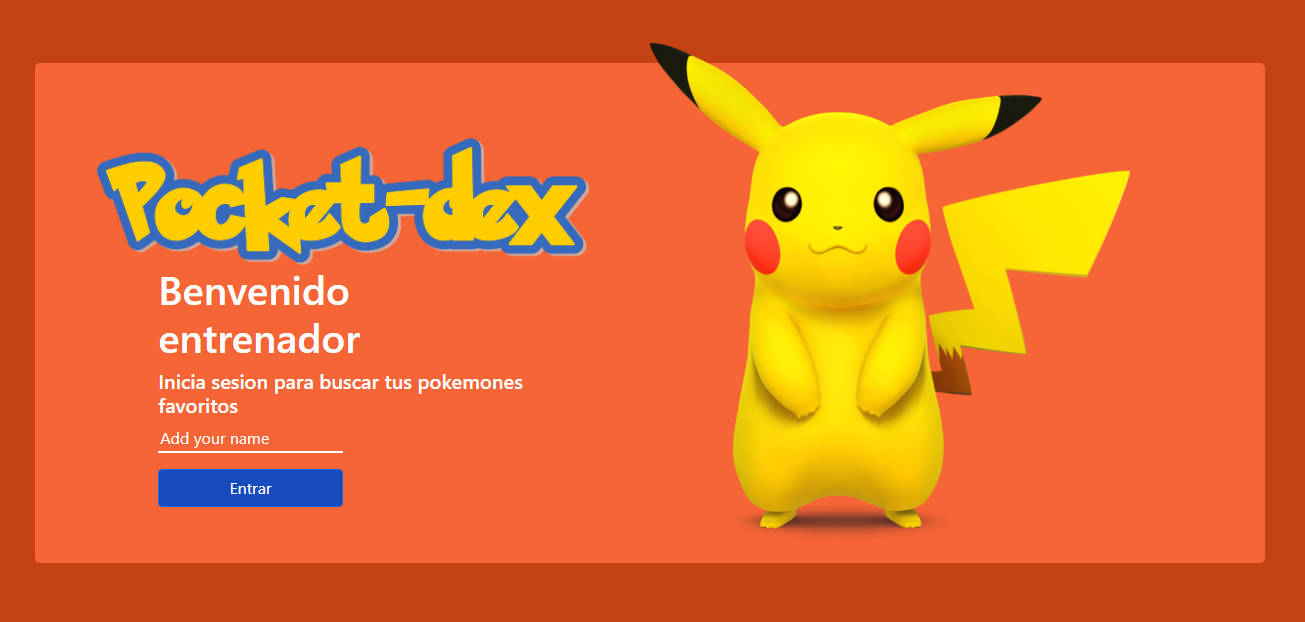 Pocket-dex
Benvenido
entrenador
Inicia sesion para buscar tus pokemones
favoritos
Add your name
Entrar